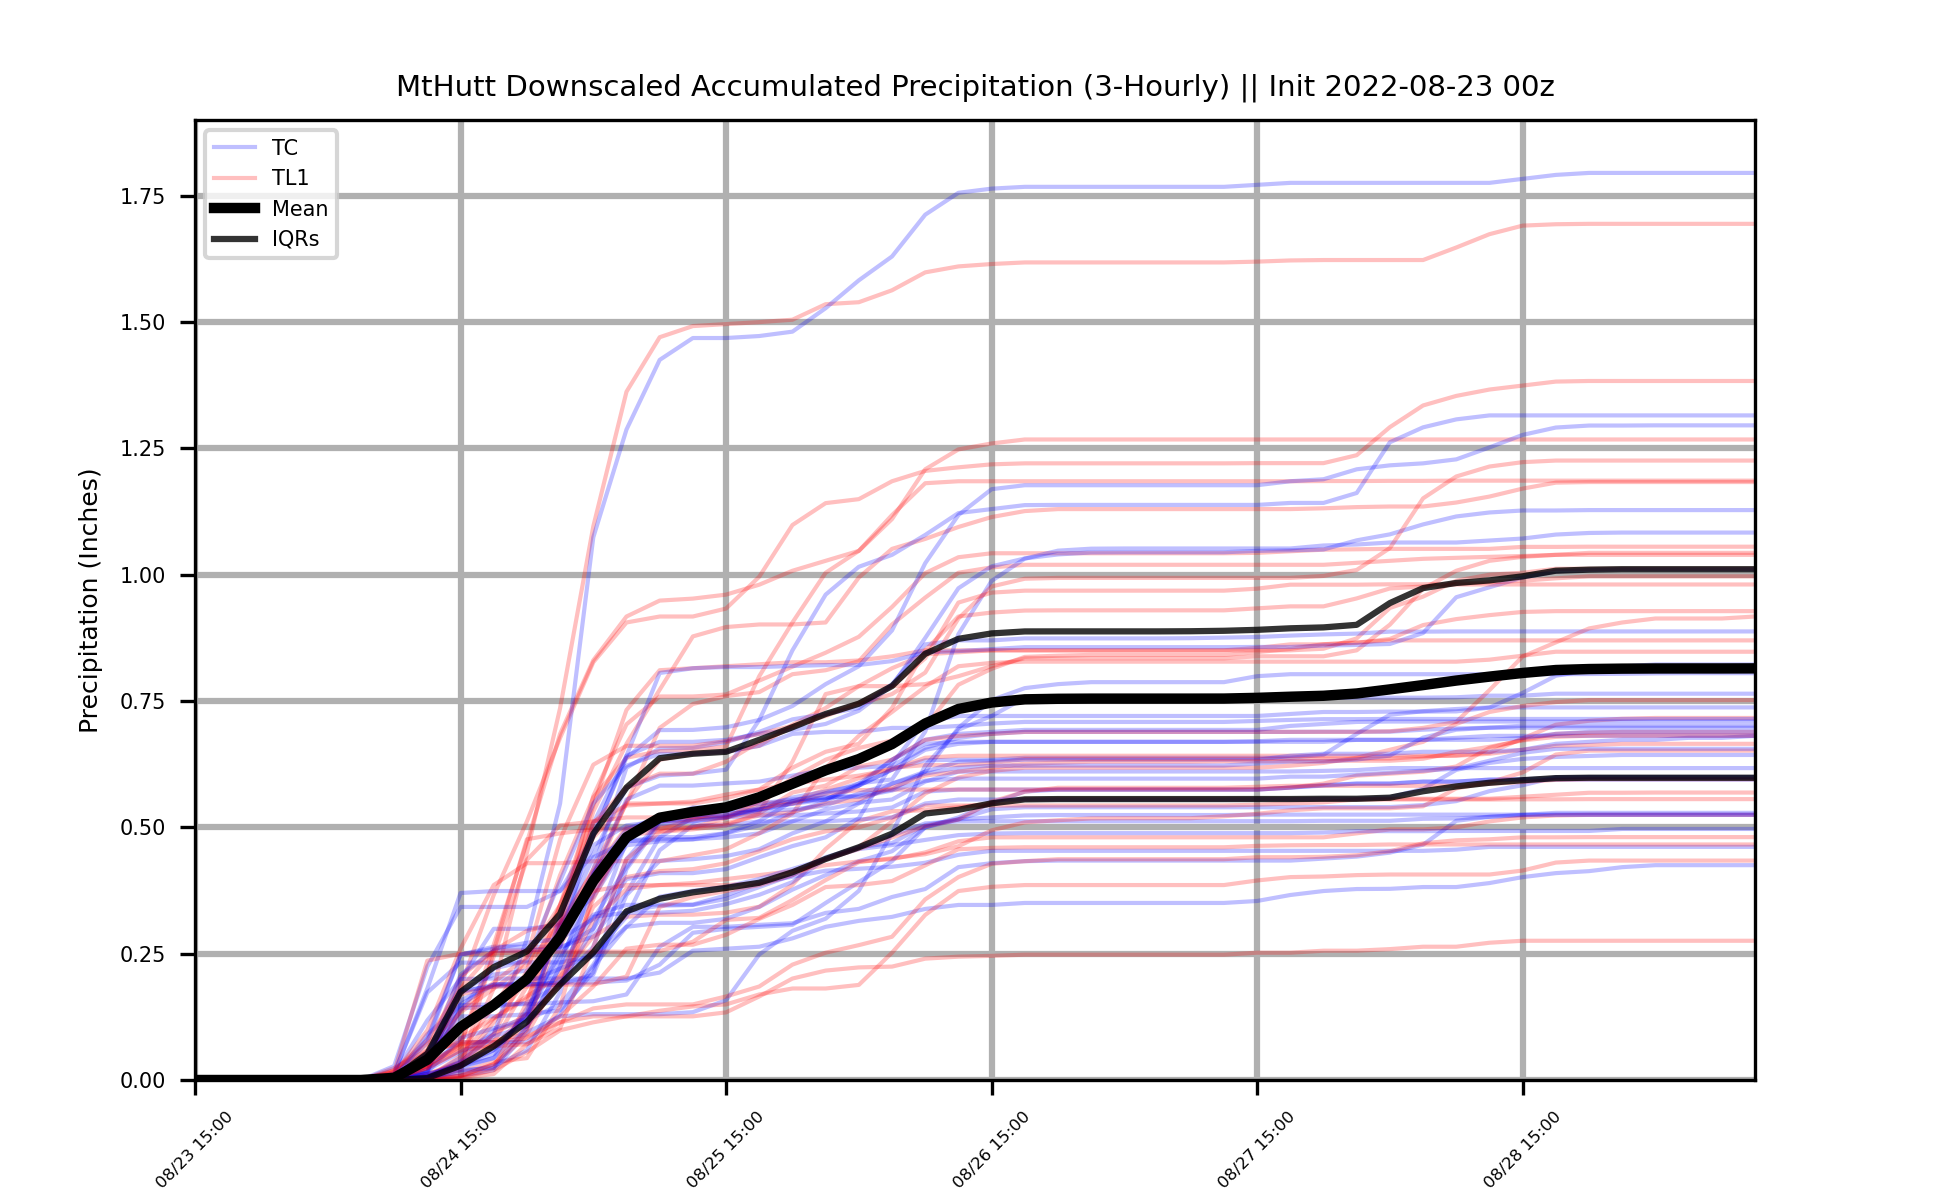 MtHutt Downscaled Accumulated Precipitation (3-Hourly) || Init 2022-08-23 00z
TC
TL1
Mean
IQRs
Precipitation (Inches)
1.75
1.50
1.25
1.00
0.75
0.50
0.25
0.00
08/23 15:00
08/24 15:00
08/25 15:00
08/26 15:00
08/27 15:00
08/28 15:00